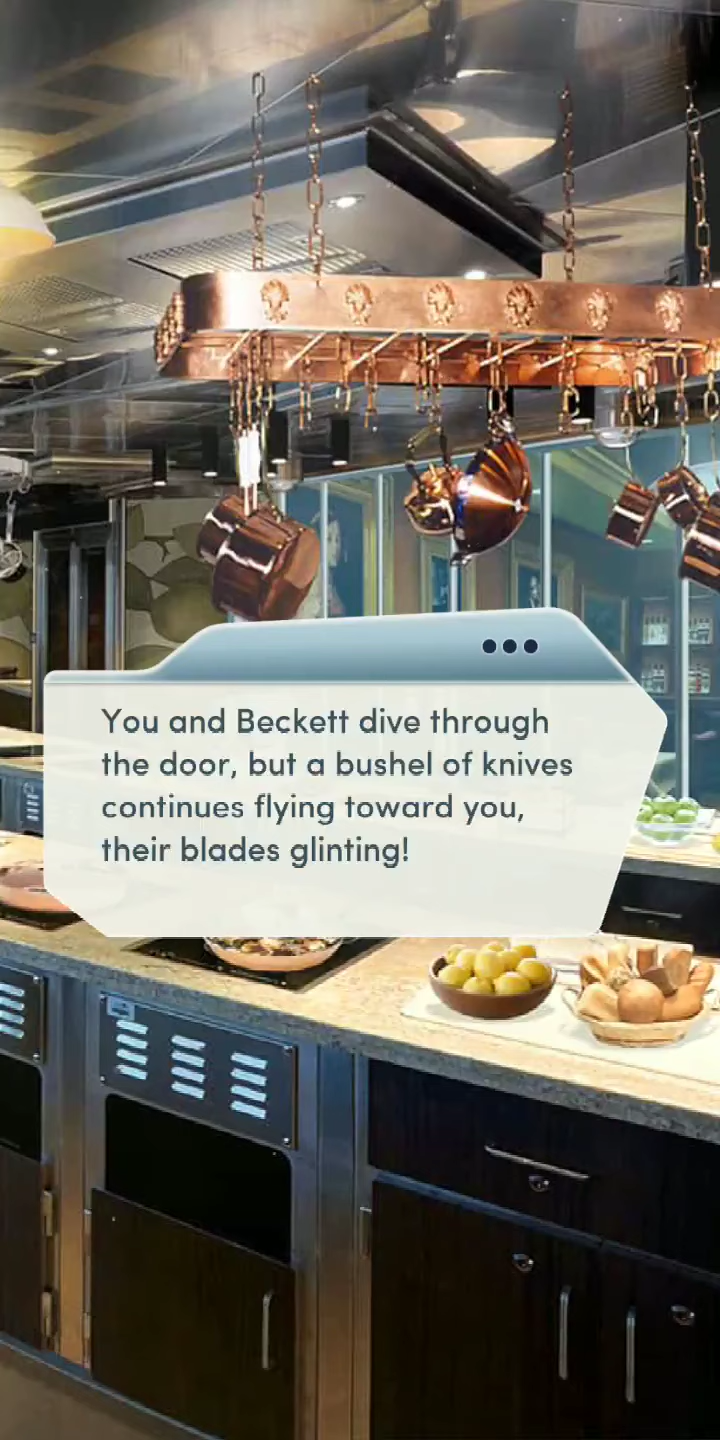 You and Beckett dive through
the door, but a bushel of knives
continues flying toward you,
their blades glinting!